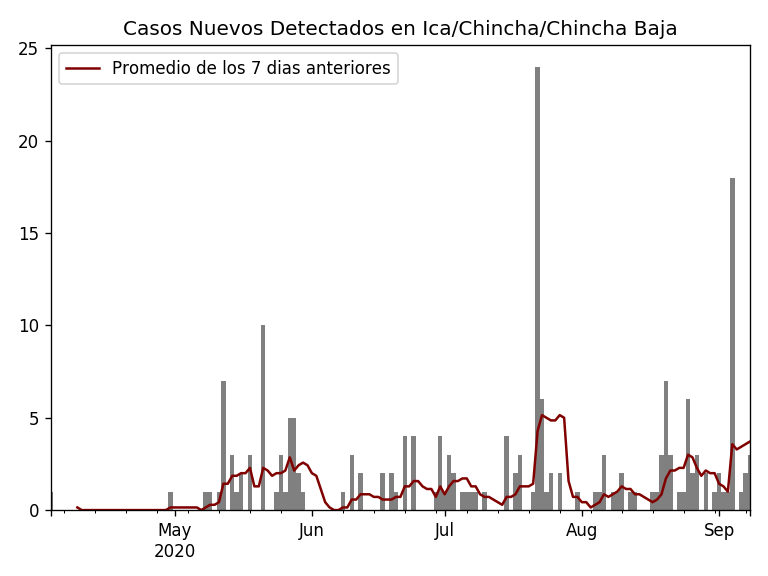 Casos Nuevos Detectados en Ica/Chincha/Chincha Baja
Promedio de los 7 dias anteriores
25
20
15
10
5
0
May Jun Jul Aug Sep
2020